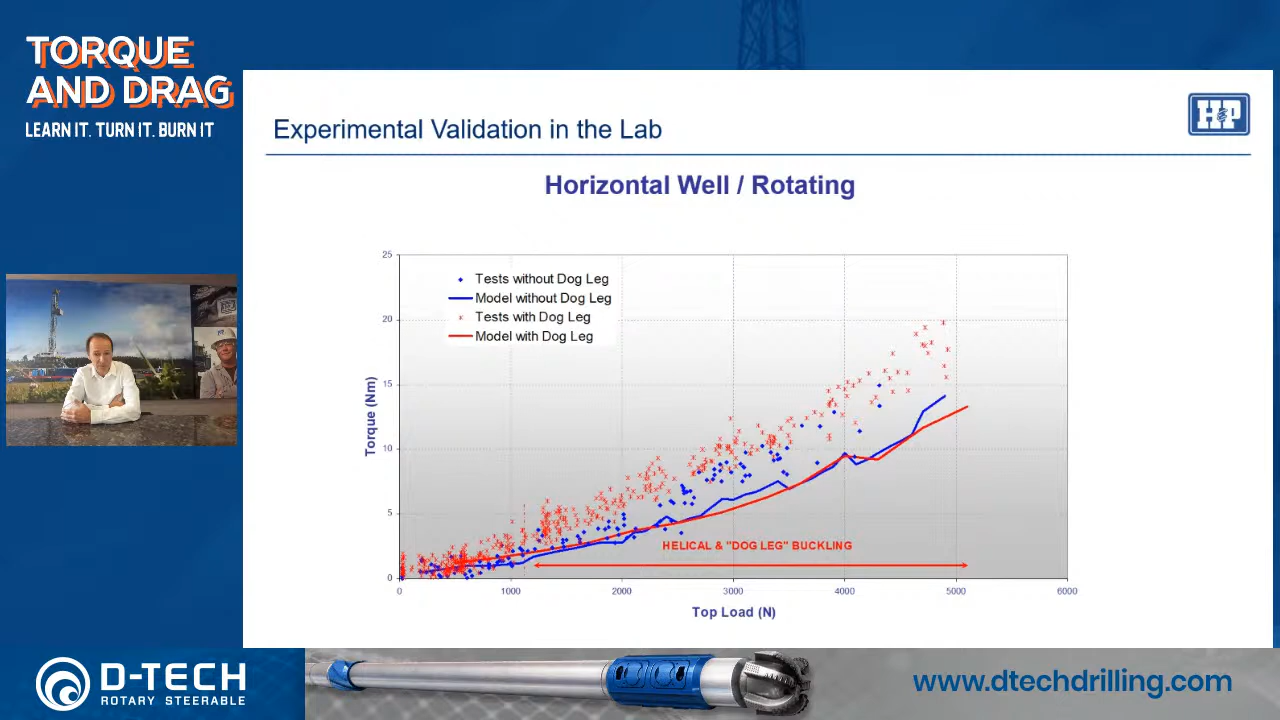 TORQUE
AND DRAG
LEARN IT. TURN IT. BURN IT
Experimental Validation in the Lab
H&P
Horizontal Well / Rotating
25
20
15
10
5
0
Torque (Nm)
Tests without Dog Leg
Model without Dog Leg
Tests with Dog Leg
Model with Dog Leg
HELICAL & "DOG LEG" BUCKLING
0 1000 2000 3000 4000 5000 6000
Top Load (N)
D-TECH
ROTARY STEERABLE
www.dtechdrilling.com